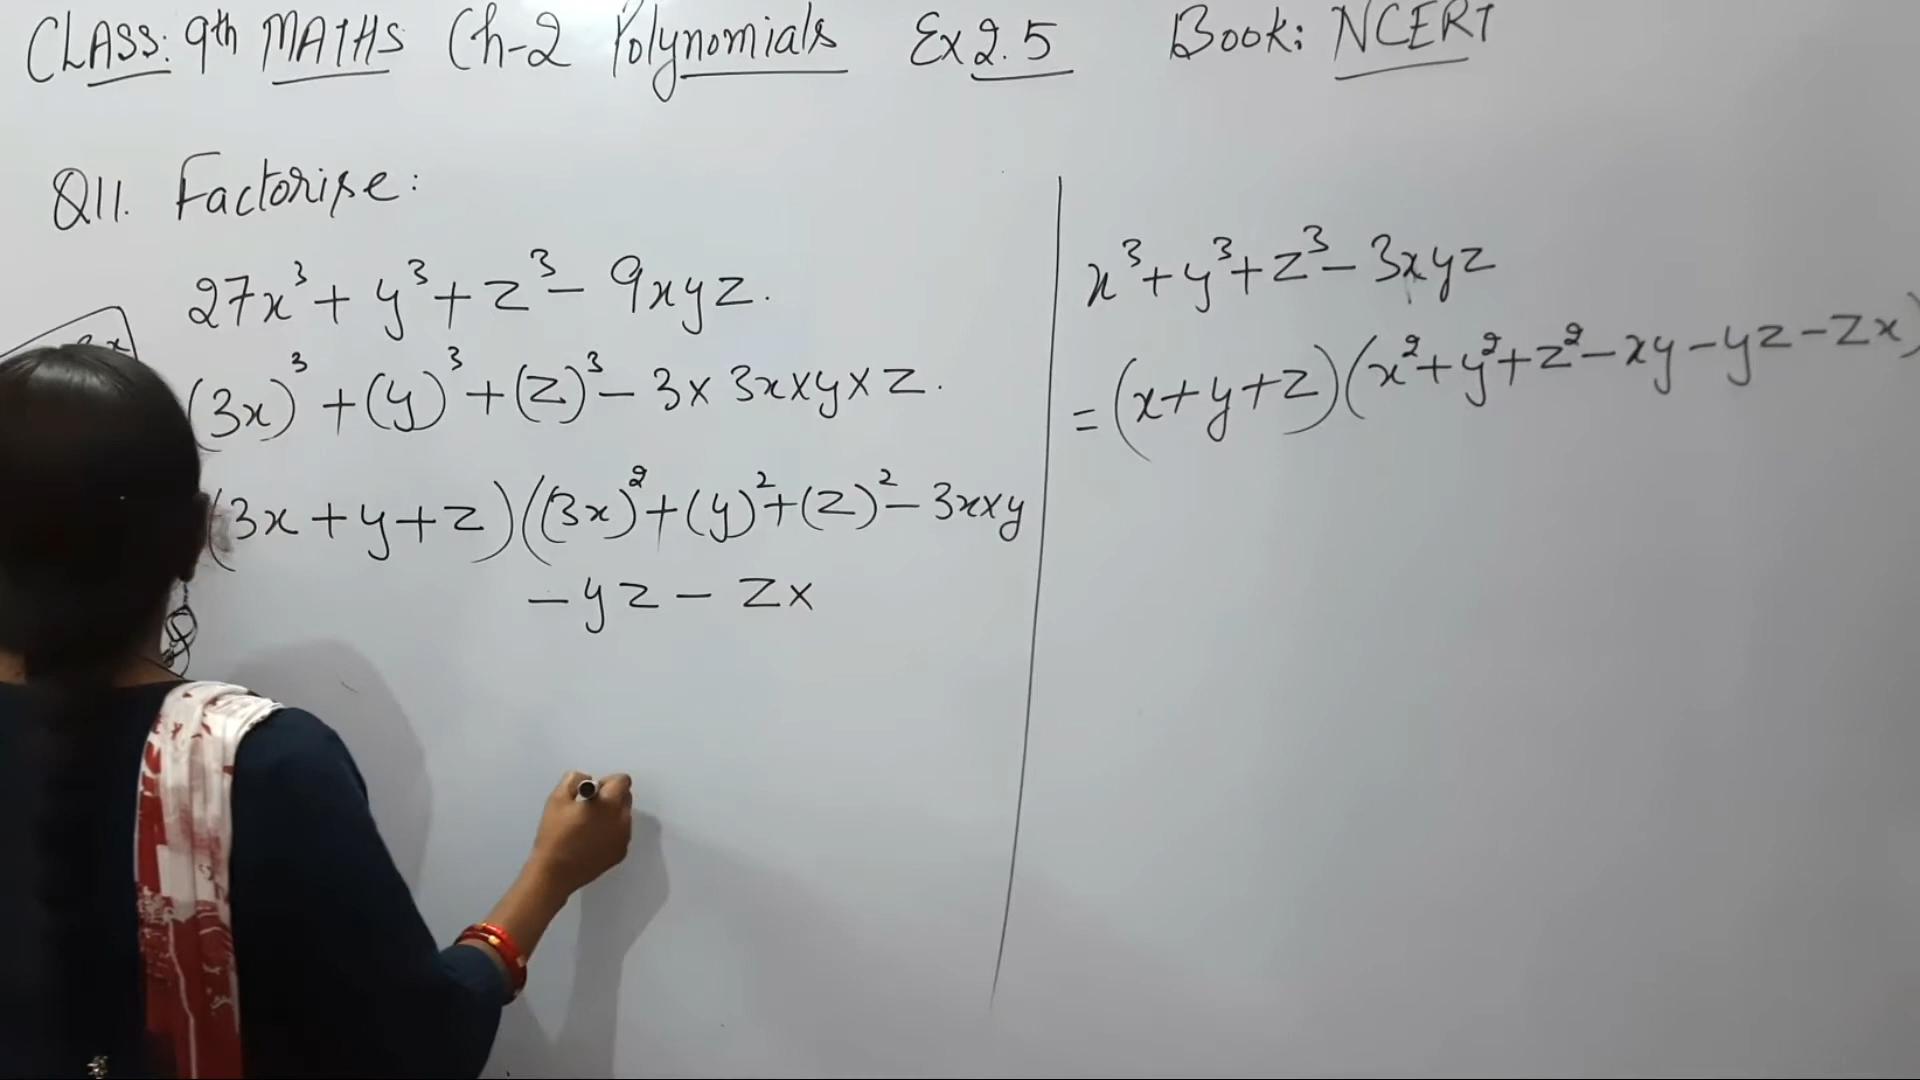 CLASS: 9th MATHS Ch-2 Polynomials Ex 2.5 Book: NCERT
Q11. Factorise:
27x³ + y³ + z³ - 9xyz.
(3x)³ + (y)³ + (z)³ - 3 × 3x × y × z.
(3x + y + z)((3x)² + (y)² + (z)² - 3x × y
- yz - zx
x³ + y³ + z³ - 3xyz
= (x + y + z)(x² + y² + z² - xy - yz - zx)